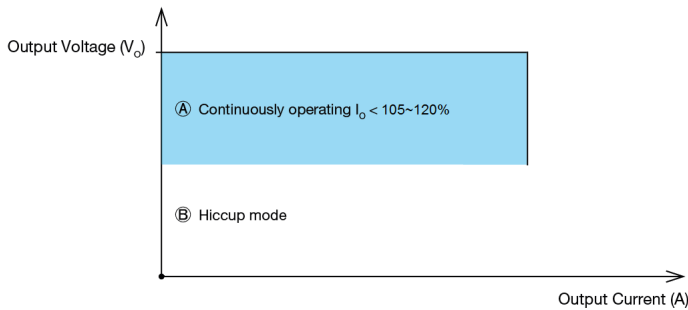 Output Voltage (Vo)
Ⓐ Continuously operating Io < 105~120%
Ⓑ Hiccup mode
Output Current (A)